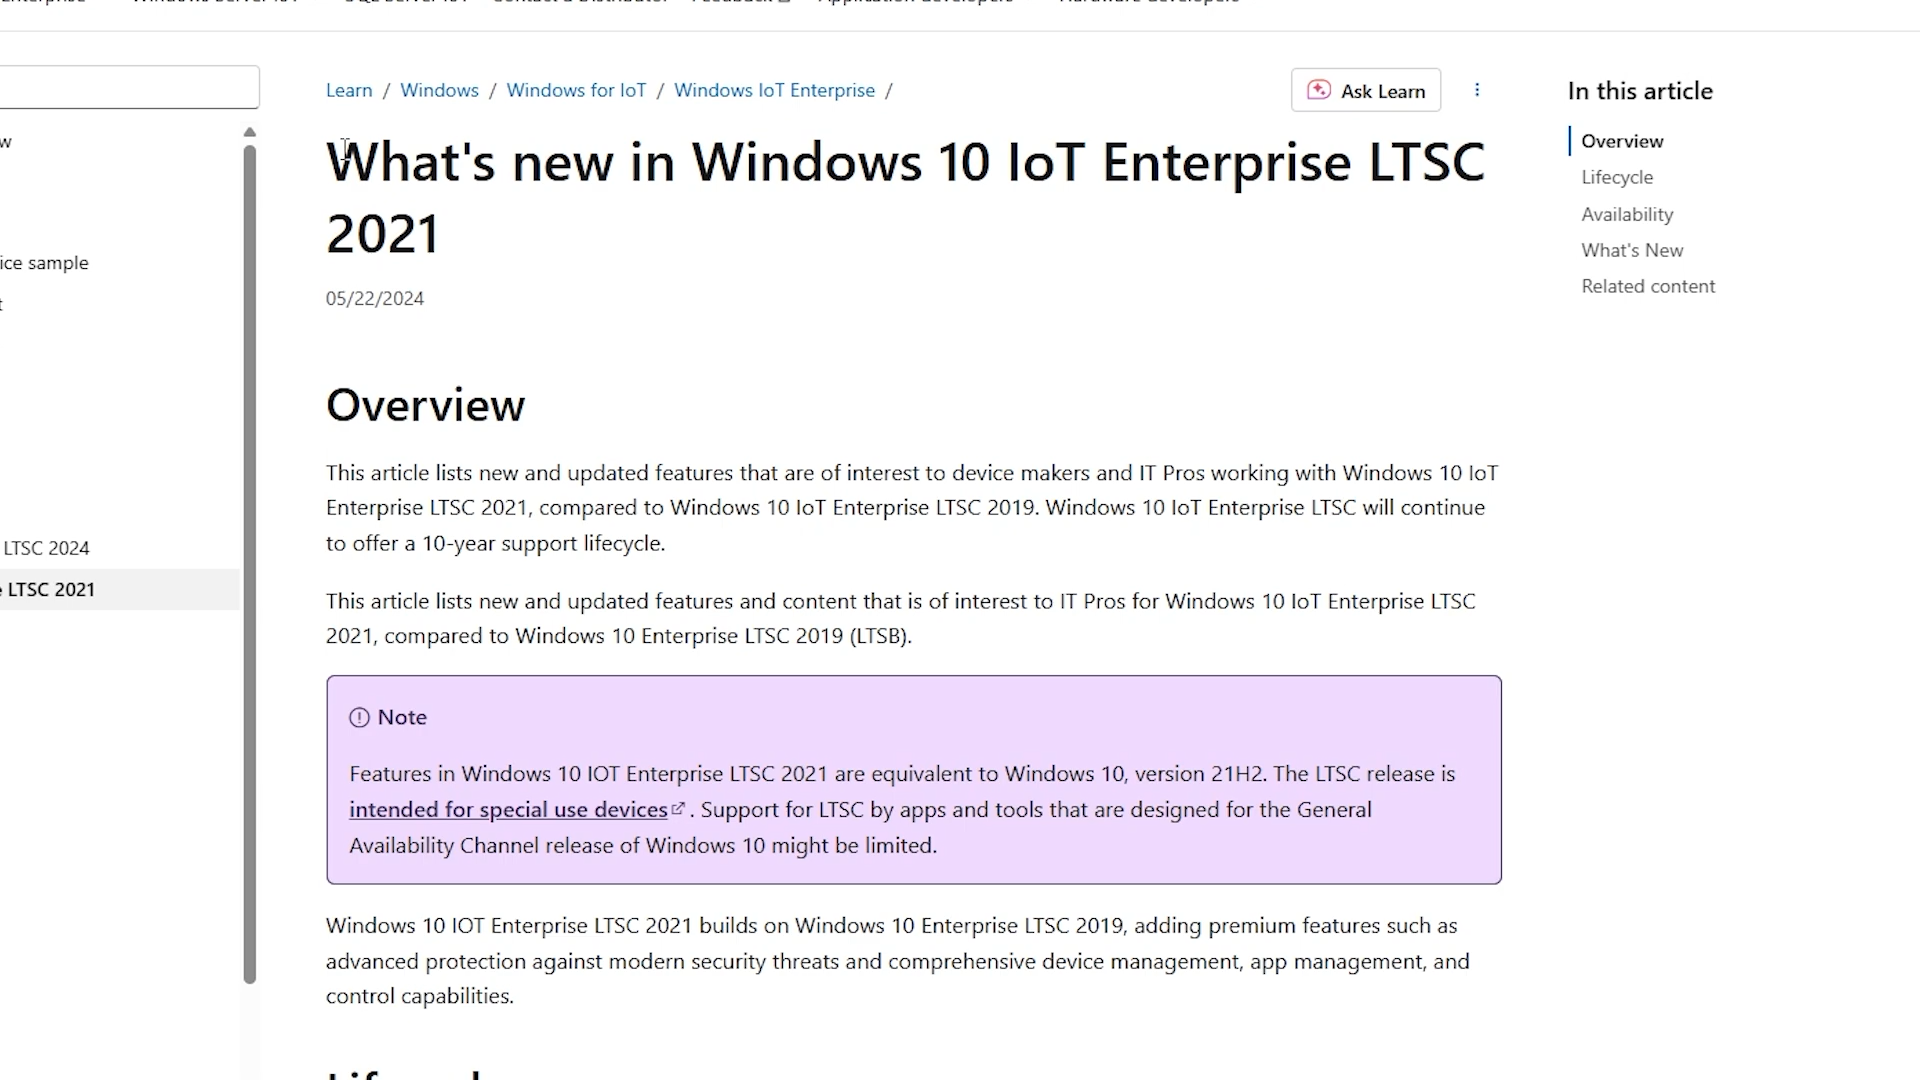 Learn / Windows / Windows for IoT / Windows IoT Enterprise /
Ask Learn
What's new in Windows 10 IoT Enterprise LTSC
2021
05/22/2024
Overview
This article lists new and updated features that are of interest to device makers and IT Pros working with Windows 10 IoT
Enterprise LTSC 2021, compared to Windows 10 IoT Enterprise LTSC 2019. Windows 10 IoT Enterprise LTSC will continue
to offer a 10-year support lifecycle.
This article lists new and updated features and content that is of interest to IT Pros for Windows 10 IoT Enterprise LTSC
2021, compared to Windows 10 Enterprise LTSC 2019 (LTSB).
Note
Features in Windows 10 IOT Enterprise LTSC 2021 are equivalent to Windows 10, version 21H2. The LTSC release is
intended for special use devices. Support for LTSC by apps and tools that are designed for the General
Availability Channel release of Windows 10 might be limited.
Windows 10 IOT Enterprise LTSC 2021 builds on Windows 10 Enterprise LTSC 2019, adding premium features such as
advanced protection against modern security threats and comprehensive device management, app management, and
control capabilities.
In this article
Overview
Lifecycle
Availability
What's New
Related content
sample
LTSC 2024
LTSC 2021